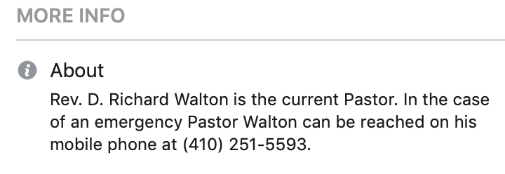 MORE INFO
About
Rev. D. Richard Walton is the current Pastor. In the case
of an emergency Pastor Walton can be reached on his
mobile phone at (410) 251-5593.